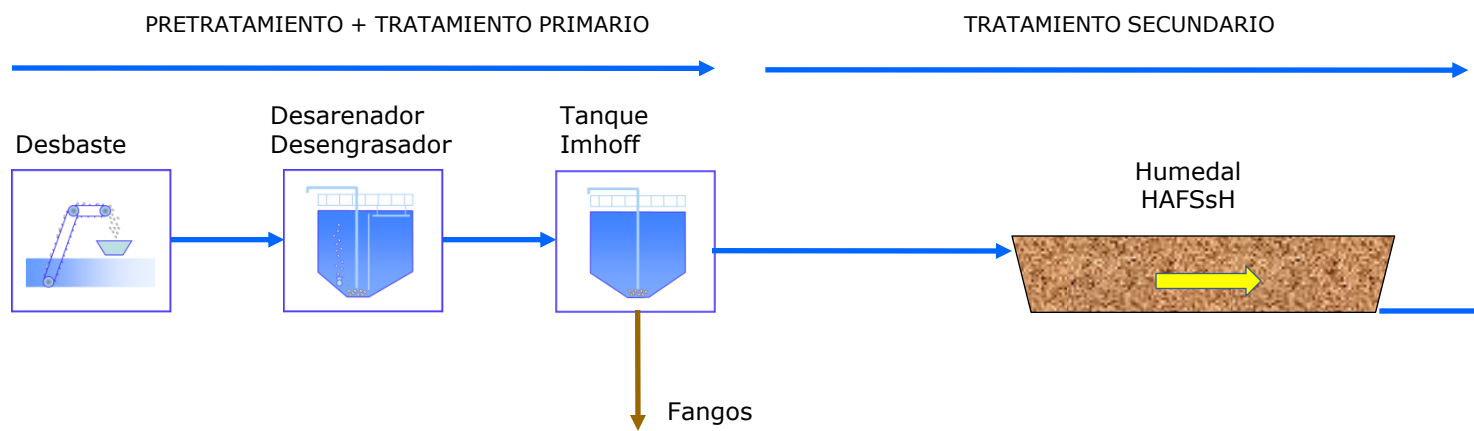 PRETRATAMIENTO + TRATAMIENTO PRIMARIO
TRATAMIENTO SECUNDARIO
Desbaste
Desarenador
Desengrasador
Tanque
Imhoff
Humedal
HAFSsH
Fangos